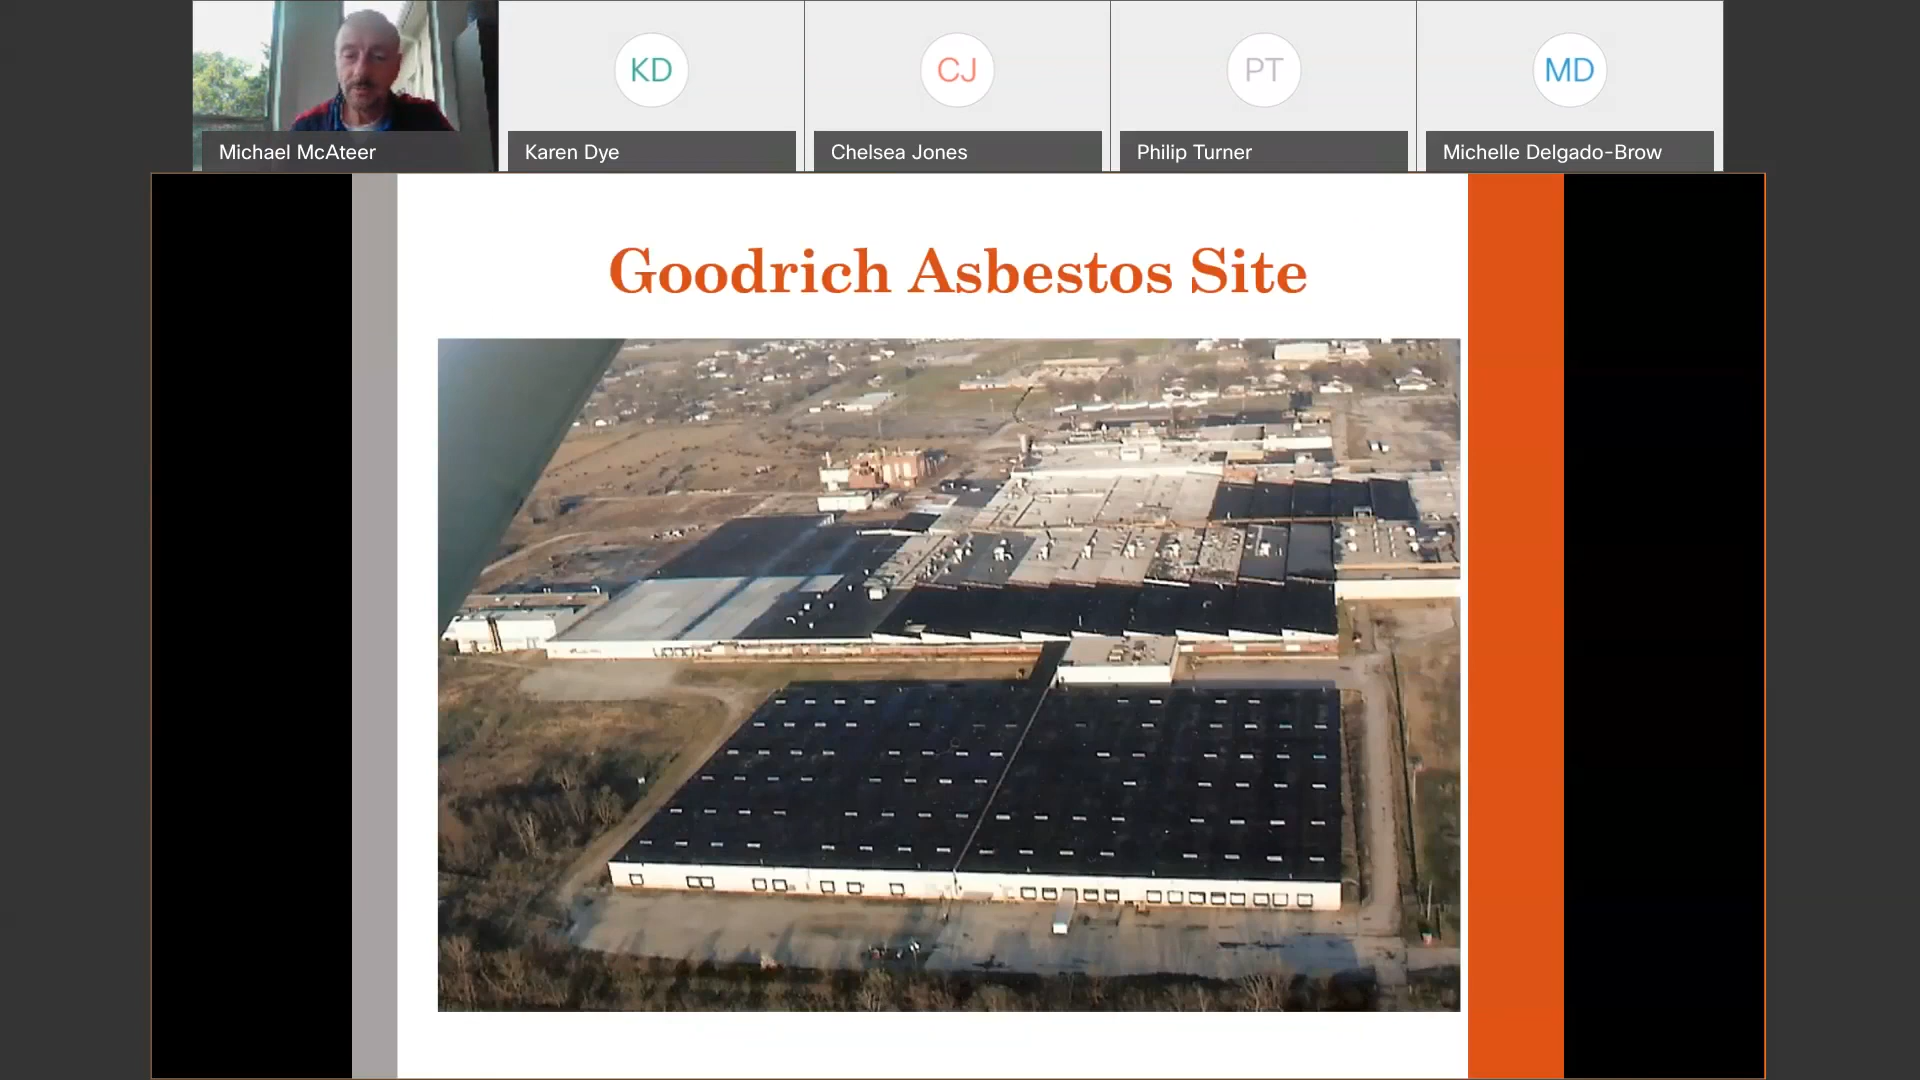 KD
CJ
PT
MD
Michael McAteer
Karen Dye
Chelsea Jones
Philip Turner
Michelle Delgado-Brow
Goodrich Asbestos Site